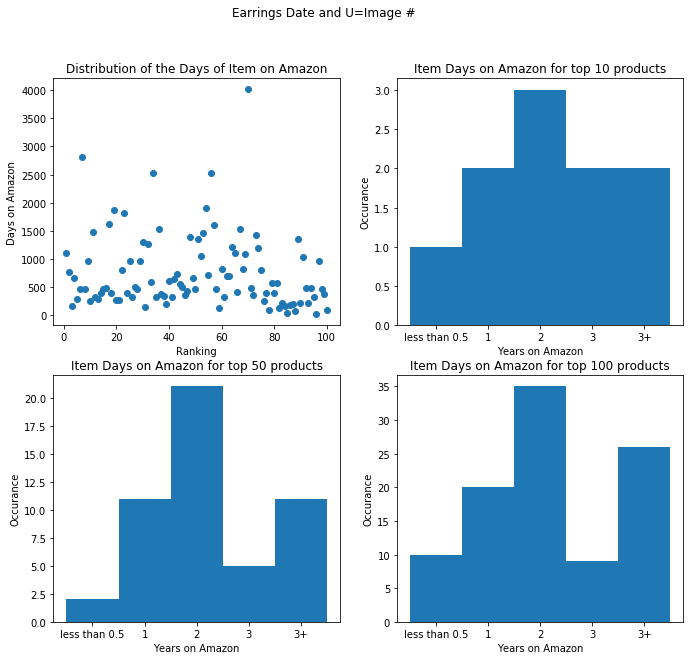 Earrings Date and U=Image #
Distribution of the Days of Item on Amazon
Days on Amazon
4000
3500
3000
2500
2000
1500
1000
500
0
0 20 40 60 80 100
Ranking
Item Days on Amazon for top 10 products
Occurance
3.0
2.5
2.0
1.5
1.0
0.5
0.0
less than 0.5 1 2 3 3+
Years on Amazon
Item Days on Amazon for top 50 products
Occurance
20.0
17.5
15.0
12.5
10.0
7.5
5.0
2.5
0.0
less than 0.5 1 2 3 3+
Years on Amazon
Item Days on Amazon for top 100 products
Occurance
35
30
25
20
15
10
5
0
less than 0.5 1 2 3 3+
Years on Amazon